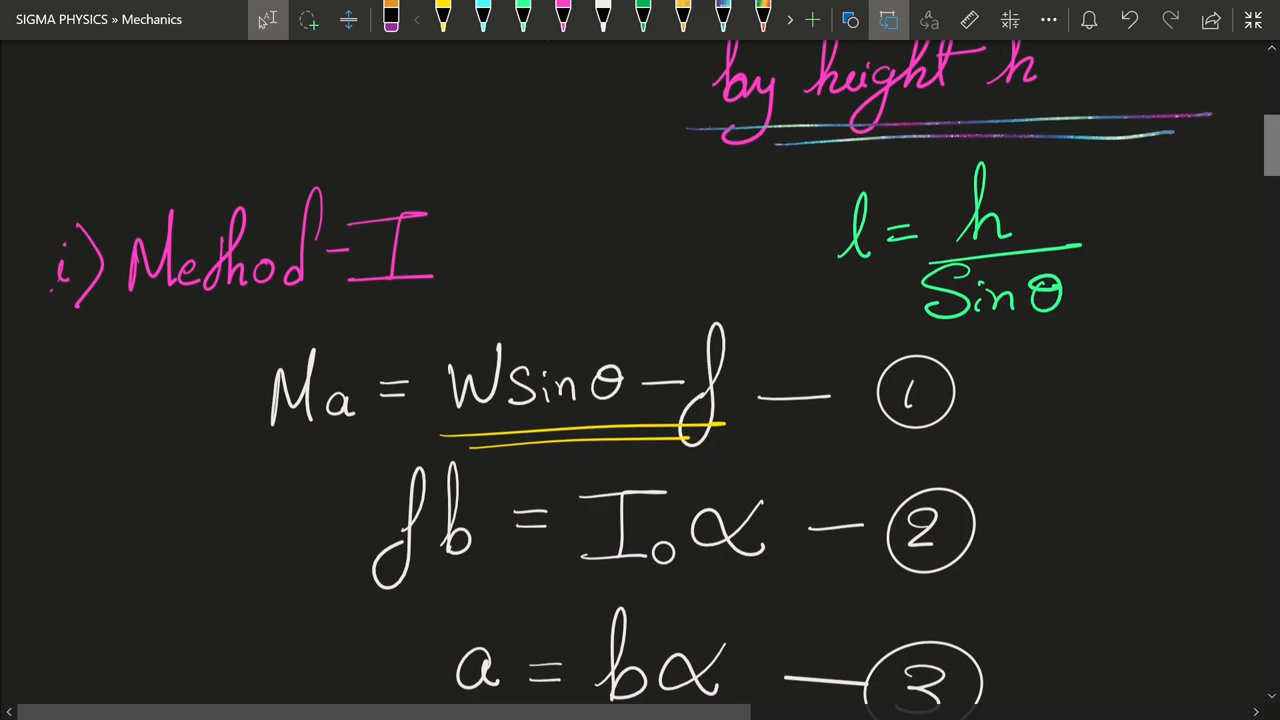 SIGMA PHYSICS » Mechanics
by height h
l = h / Sinθ
i) Method-I
Ma = Wsinθ - f — ①
fb = I₀α - ②
a = bα — ③